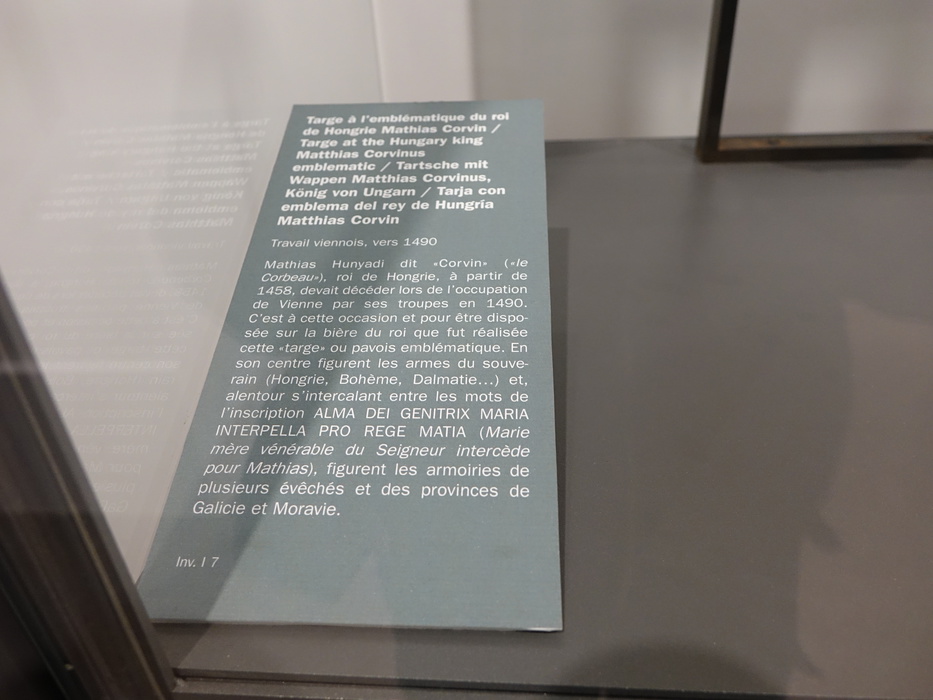 Targe à l'emblématique du roi
de Hongrie Mathias Corvin /
Targe at the Hungary king
Matthias Corvinus
emblematic / Tartsche mit
Wappen Matthias Corvinus,
König von Ungarn / Tarja con
emblema del rey de Hungría
Matthias Corvin
Travail viennois, vers 1490
Mathias Hunyadi dit «Corvin» («le
Corbeau»), roi de Hongrie, à partir de
1458, devait décéder lors de l'occupation
de Vienne par ses troupes en 1490.
C'est à cette occasion et pour être dispo-
sée sur la bière du roi que fut réalisée
cette «targe» ou pavois emblématique. En
son centre figurent les armes du souve-
rain (Hongrie, Bohème, Dalmatie...) et,
alentour s'intercalant entre les mots de
l'inscription ALMA DEI GENITRIX MARIA
INTERPELLA PRO REGE MATIA (Marie
mère vénérable du Seigneur intercède
pour Mathias), figurent les armoiries de
plusieurs évêchés et des provinces de
Galicie et Moravie.
Inv. I 7